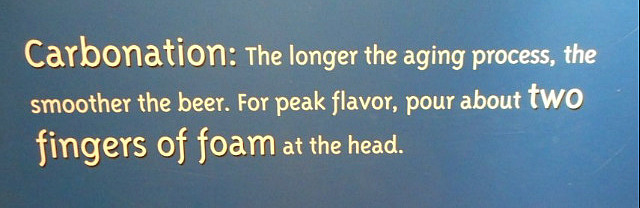 Carbonation: The longer the aging process, the
smoother the beer. For peak flavor, pour about two
fingers of foam at the head.